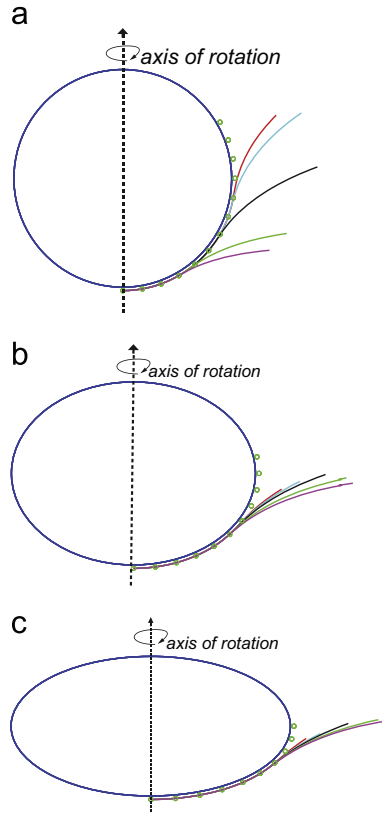 a
axis of rotation
b
axis of rotation
c
axis of rotation